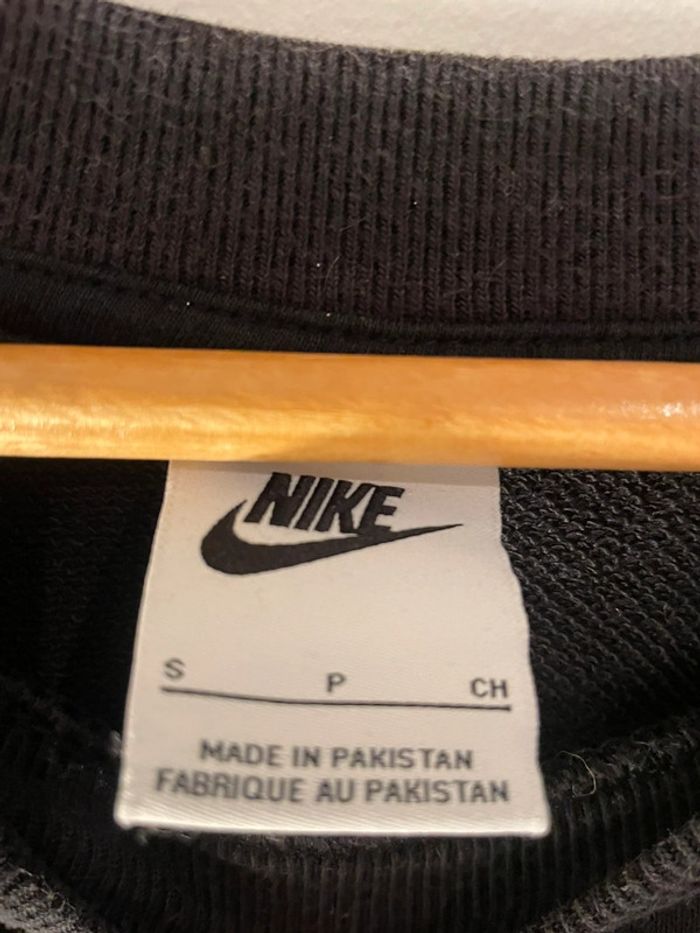 NIKE
S P CH
MADE IN PAKISTAN
FABRIQUE AU PAKISTAN